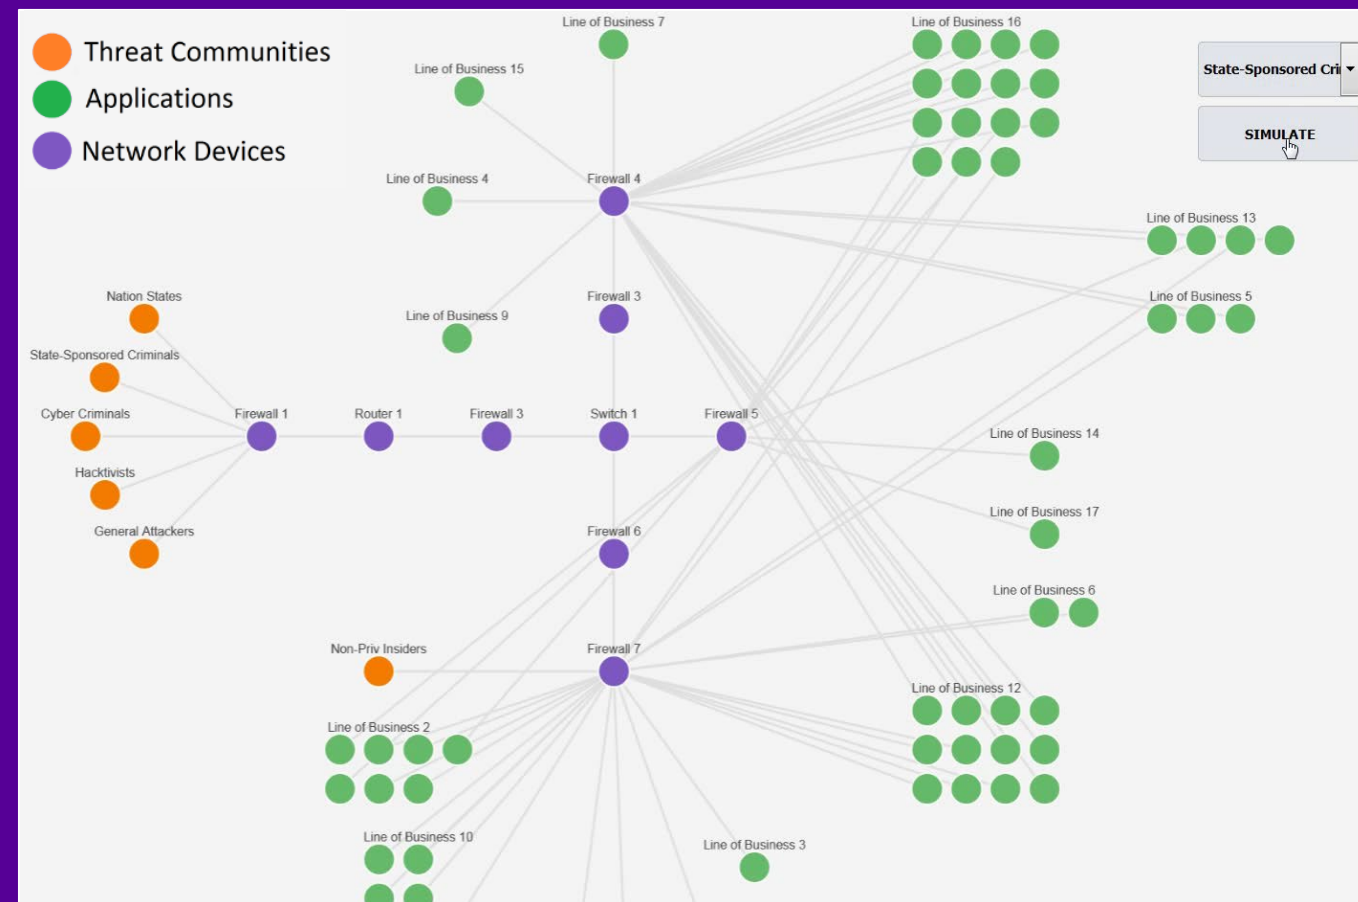 Threat Communities
Applications
Network Devices
Line of Business 7
Line of Business 16
Line of Business 15
State-Sponsored Cri
SIMULATE
Line of Business 4
Firewall 4
Line of Business 13
Nation States
Firewall 3
Line of Business 5
Line of Business 9
State-Sponsored Criminals
Cyber Criminals
Firewall 1
Router 1
Firewall 3
Switch 1
Firewall 5
Line of Business 14
Hacktivists
Line of Business 17
General Attackers
Firewall 6
Line of Business 6
Non-Priv Insiders
Firewall 7
Line of Business 12
Line of Business 2
Line of Business 10
Line of Business 3